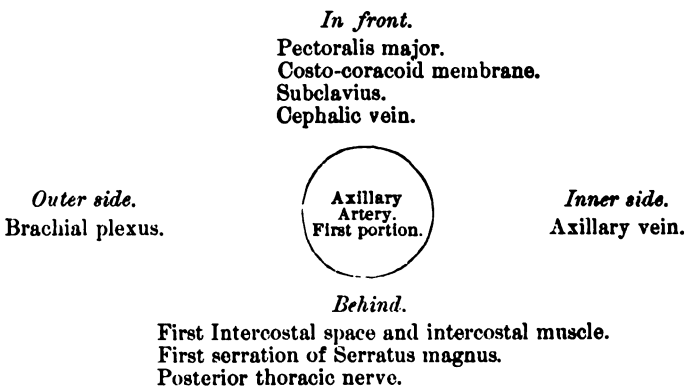 In front.
Pectoralis major.
Costo-coracoid membrane.
Subclavius.
Cephalic vein.
Outer side.
Brachial plexus.
Axillary
Artery.
First portion.
Inner side.
Axillary vein.
Behind.
First Intercostal space and intercostal muscle.
First serration of Serratus magnus.
Posterior thoracic nerve.